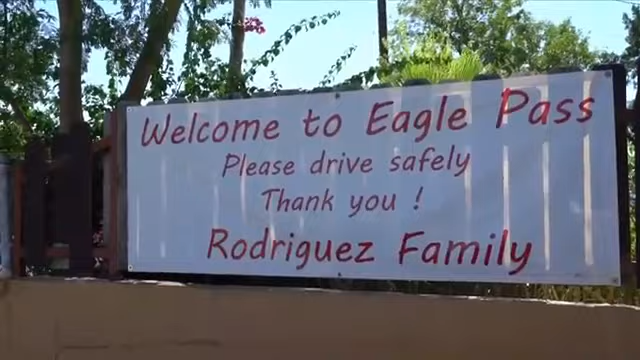 Welcome to Eagle Pass
Please drive safely
Thank you !
Rodriguez Family